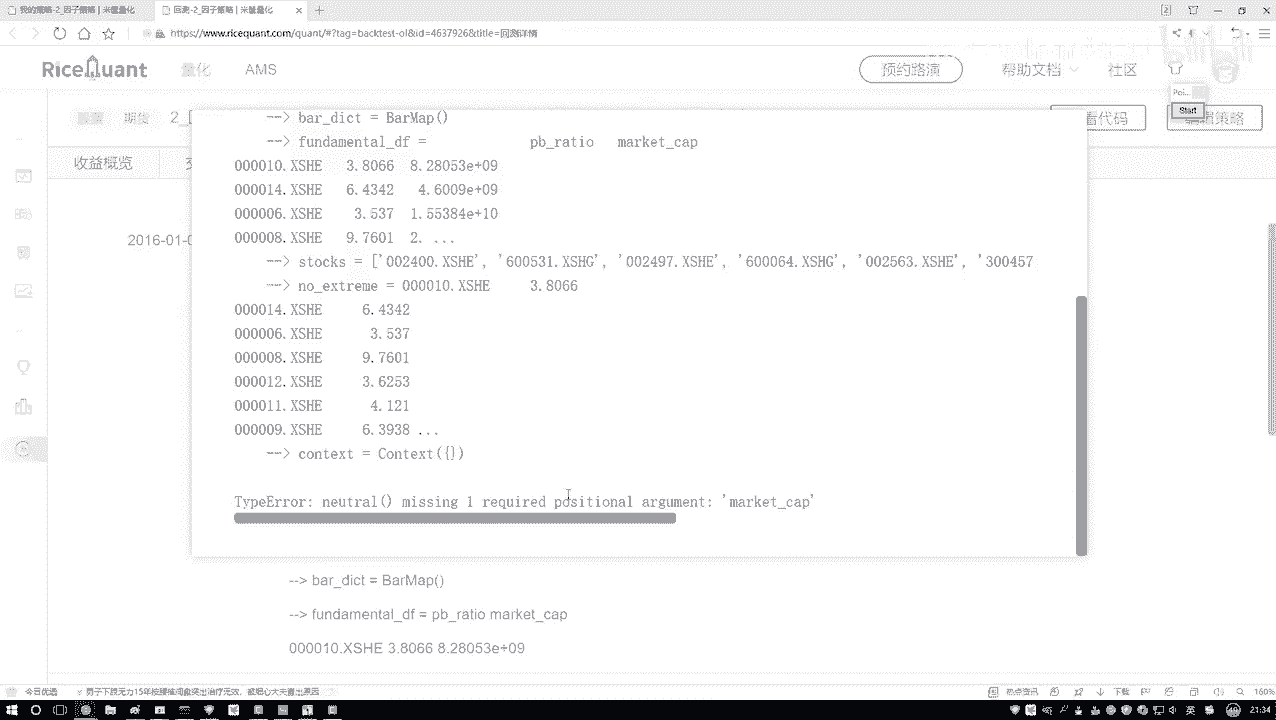 我的策略-2_因子策略 | 米筐量化
回测-2_因子策略 | 米筐量化
https://www.ricequant.com/quant/#?tag=backtest-ol&id=4637926&title=回测详情
RiceQuant 量化 AMS 预约路演 帮助文档 社区
Poi...
Start
看代码 编辑策略
2_
收益概览
2016-01-0
--> bar_dict = BarMap()
--> fundamental_df = pb_ratio market_cap
000010.XSHE 3.8066 8.28053e+09
000014.XSHE 6.4342 4.6009e+09
000006.XSHE 3.537 1.55384e+10
000008.XSHE 9.7601 2. ...
--> stocks = ['002400.XSHE', '600531.XSHG', '002497.XSHE', '600064.XSHG', '002563.XSHE', '300457
--> no_extreme = 000010.XSHE 3.8066
000014.XSHE 6.4342
000006.XSHE 3.537
000008.XSHE 9.7601
000012.XSHE 3.6253
000011.XSHE 4.121
000009.XSHE 6.3938 ...
--> context = Context({})
TypeError: neutral() missing 1 required positional argument: 'market_cap'
--> bar_dict = BarMap()
--> fundamental_df = pb_ratio market_cap
000010.XSHE 3.8066 8.28053e+09
今日优选
热点资讯 下载 160%
21:34